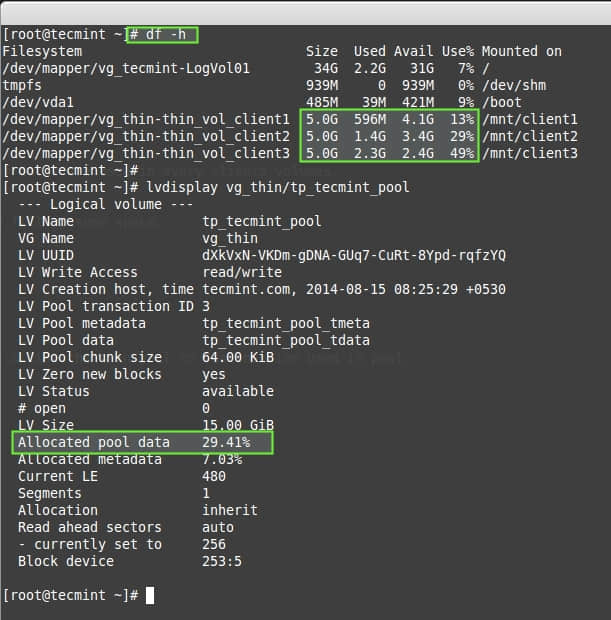 [root@tecmint ~]# df -h
Filesystem Size Used Avail Use% Mounted on
/dev/mapper/vg_tecmint-LogVol01 34G 2.2G 31G 7% /
tmpfs 939M 0 939M 0% /dev/shm
/dev/vda1 485M 39M 421M 9% /boot
/dev/mapper/vg_thin-thin_vol_client1 5.0G 596M 4.1G 13% /mnt/client1
/dev/mapper/vg_thin-thin_vol_client2 5.0G 1.4G 3.4G 29% /mnt/client2
/dev/mapper/vg_thin-thin_vol_client3 5.0G 2.3G 2.4G 49% /mnt/client3
[root@tecmint ~]#
[root@tecmint ~]# lvdisplay vg_thin/tp_tecmint_pool
--- Logical volume ---
LV Name tp_tecmint_pool
VG Name vg_thin
LV UUID dXkVxN-VKDm-gDNA-GUq7-CuRt-8Ypd-rqfzYQ
LV Write Access read/write
LV Creation host, time tecmint.com, 2014-08-15 08:25:29 +0530
LV Pool transaction ID 3
LV Pool metadata tp_tecmint_pool_tmeta
LV Pool data tp_tecmint_pool_tdata
LV Pool chunk size 64.00 KiB
LV Zero new blocks yes
LV Status available
# open 0
LV Size 15.00 GiB
Allocated pool data 29.41%
Allocated metadata 7.03%
Current LE 480
Segments 1
Allocation inherit
Read ahead sectors auto
- currently set to 256
Block device 253:5
[root@tecmint ~]#